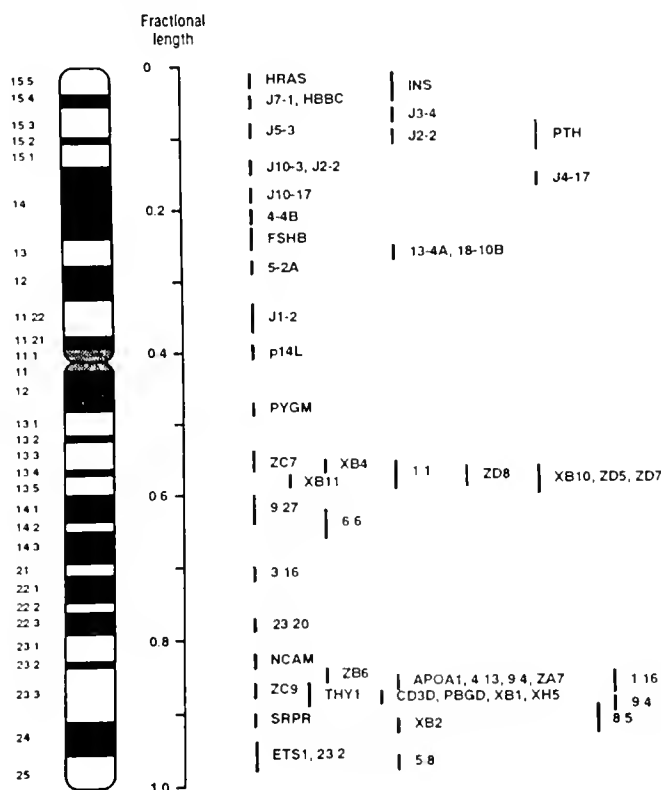 Fractional
length
0
0.2
0.4
0.6
0.8
1.0
15 5
15 4
15 3
15 2
15 1
14
13
12
11 22
11 21
11 1
11
12
13 1
13 2
13 3
13 4
13 5
14 1
14 2
14 3
21
22 1
22 2
22 3
23 1
23 2
23 3
24
25
HRAS
INS
J7-1, HBBC
J3-4
J5-3
J2-2
PTH
J10-3, J2-2
J4-17
J10-17
4-4B
FSHB
13-4A, 18-10B
5-2A
J1-2
p14L
PYGM
ZC7
XB4
1 1
ZD8
XB10, ZD5, ZD7
XB11
9 27
6 6
3 16
23 20
NCAM
ZB6
APOA1, 4 13, 9 4, ZA7
1 16
ZC9
THY1
CD3D, PBGD, XB1, XH5
9 4
SRPR
XB2
8 5
ETS1, 23 2
5 8